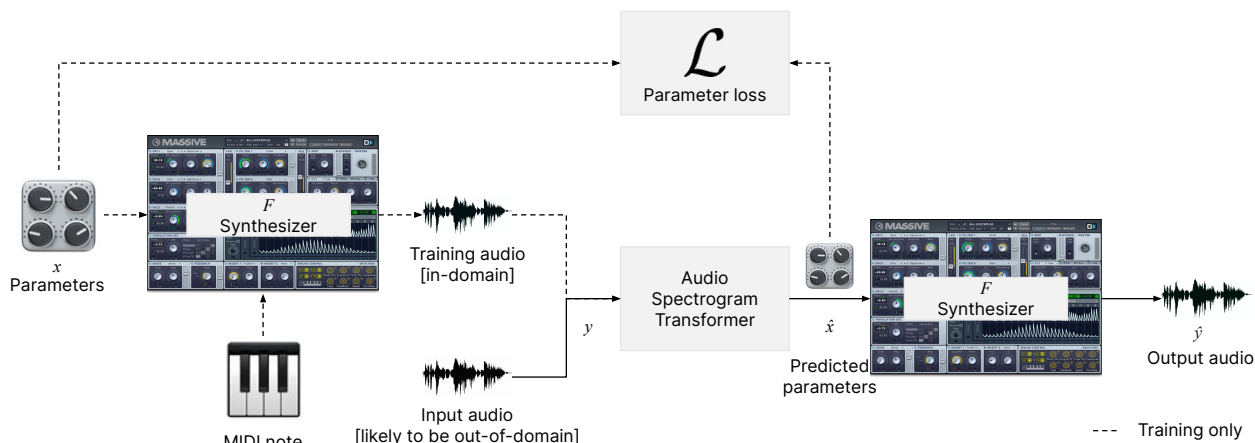 ℒ
Parameter loss
MASSIVE
F
Synthesizer
x
Parameters
Training audio
[in-domain]
Audio
Spectrogram
Transformer
y
x̂
Predicted
parameters
MASSIVE
F
Synthesizer
ŷ
Output audio
Input audio
[likely to be out-of-domain]
MIDI note
Training only